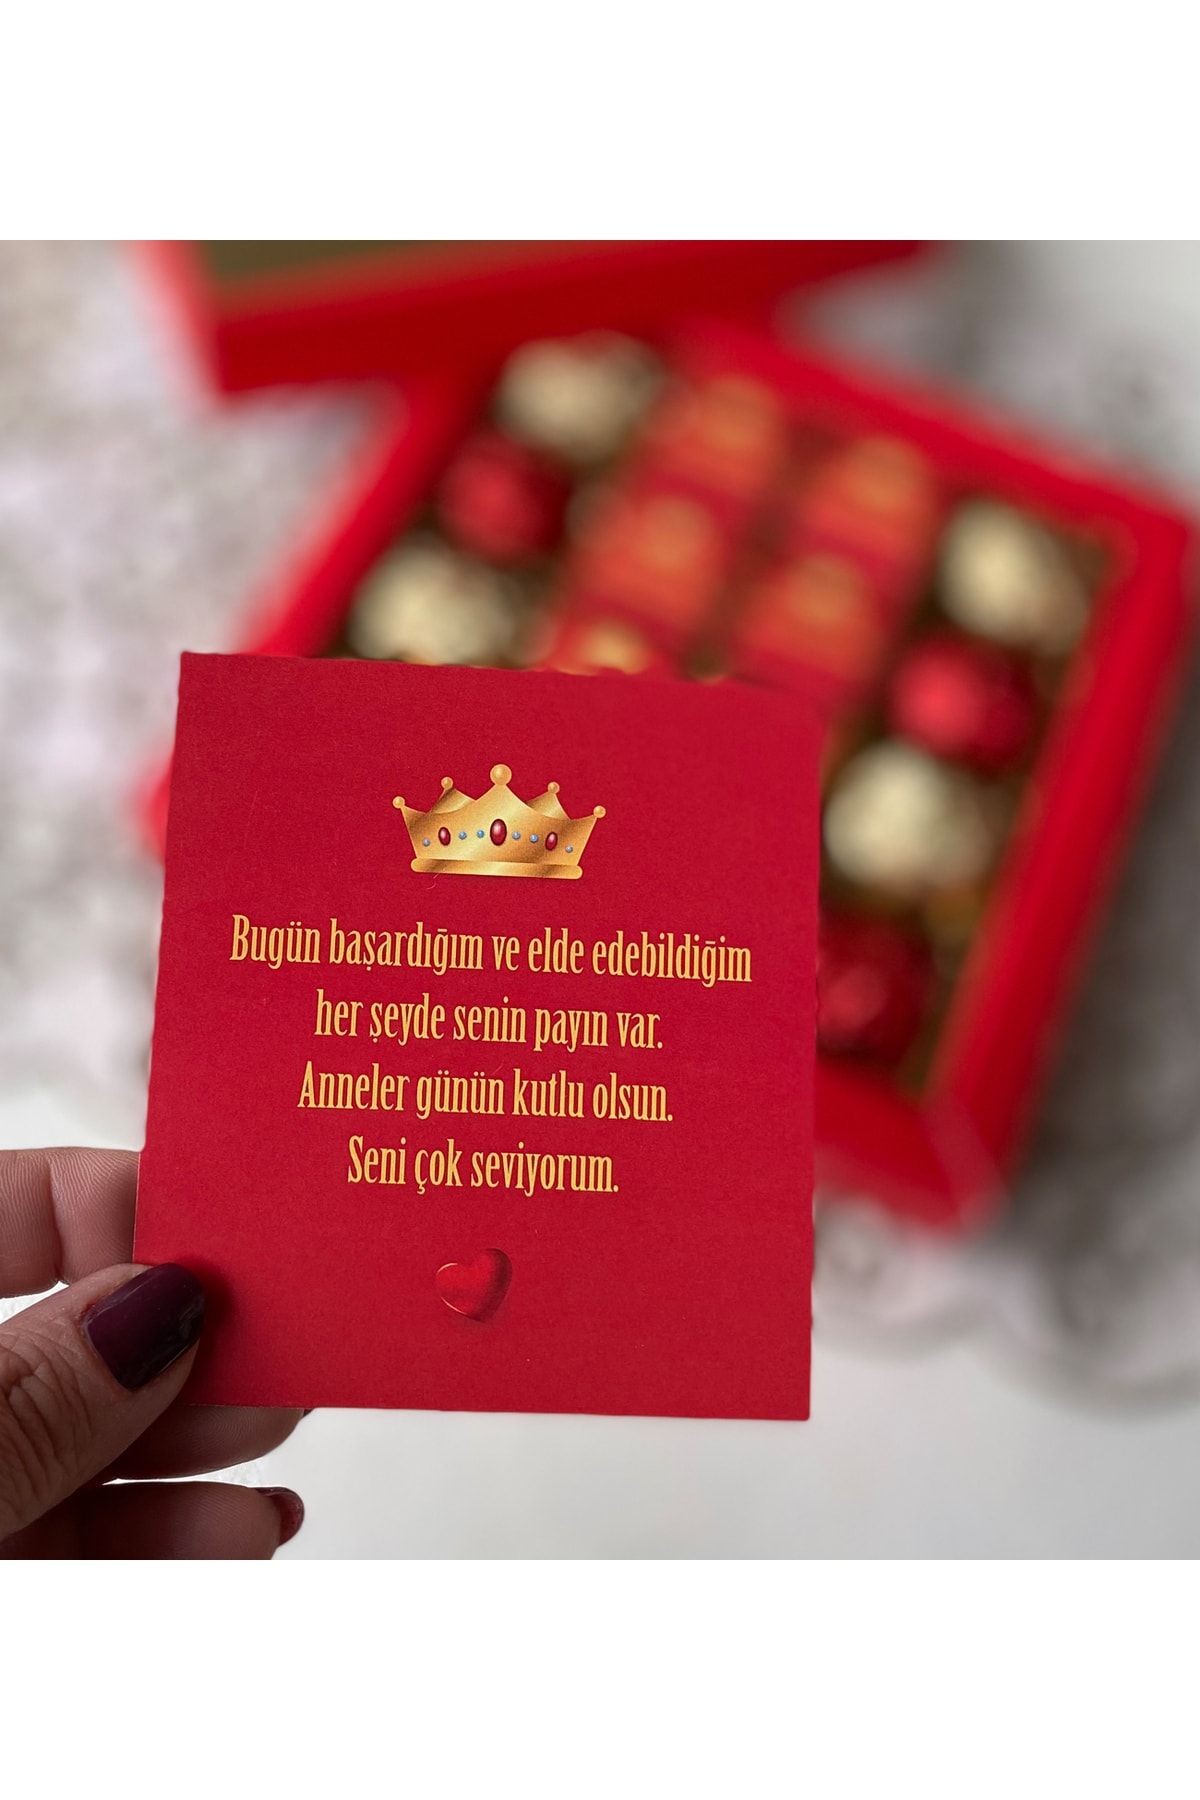 Bugün başardığım ve elde edebildiğim
her şeyde senin payın var.
Anneler günün kutlu olsun.
Seni çok seviyorum.